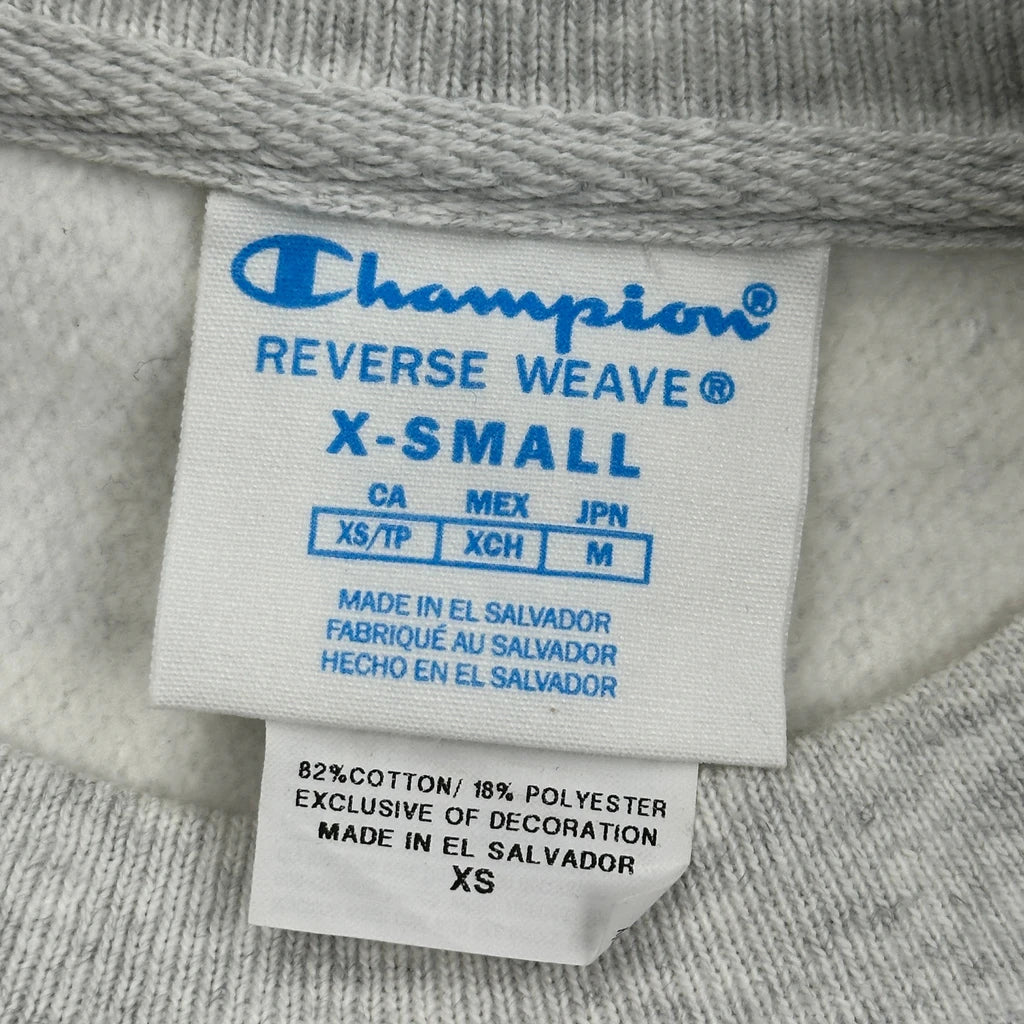 Champion®
REVERSE WEAVE®
X-SMALL
CA MEX JPN
XS/TP XCH M
MADE IN EL SALVADOR
FABRIQUÉ AU SALVADOR
HECHO EN EL SALVADOR
82%COTTON/ 18% POLYESTER
EXCLUSIVE OF DECORATION
MADE IN EL SALVADOR
XS